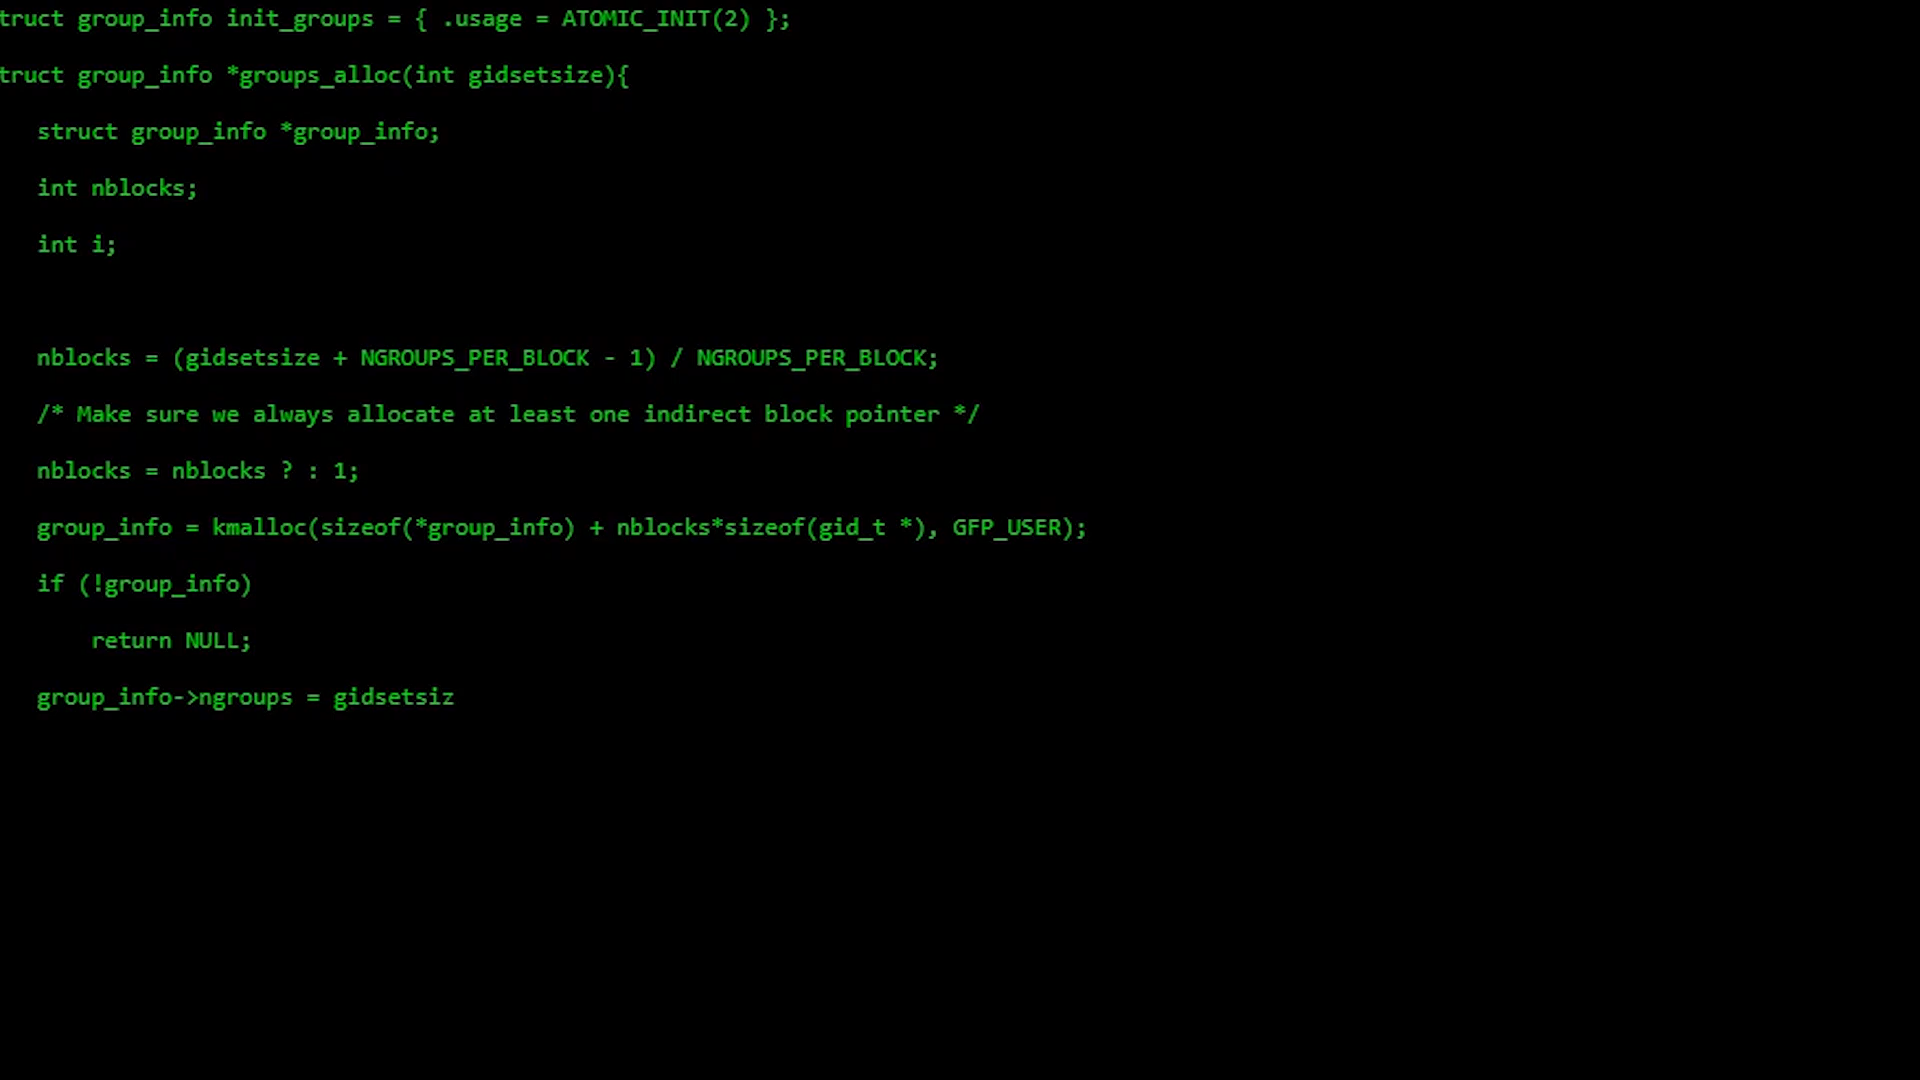 truct group_info init_groups = { .usage = ATOMIC_INIT(2) };
truct group_info *groups_alloc(int gidsetsize){
struct group_info *group_info;
int nblocks;
int i;
nblocks = (gidsetsize + NGROUPS_PER_BLOCK - 1) / NGROUPS_PER_BLOCK;
/* Make sure we always allocate at least one indirect block pointer */
nblocks = nblocks ? : 1;
group_info = kmalloc(sizeof(*group_info) + nblocks*sizeof(gid_t *), GFP_USER);
if (!group_info)
return NULL;
group_info->ngroups = gidsetsiz